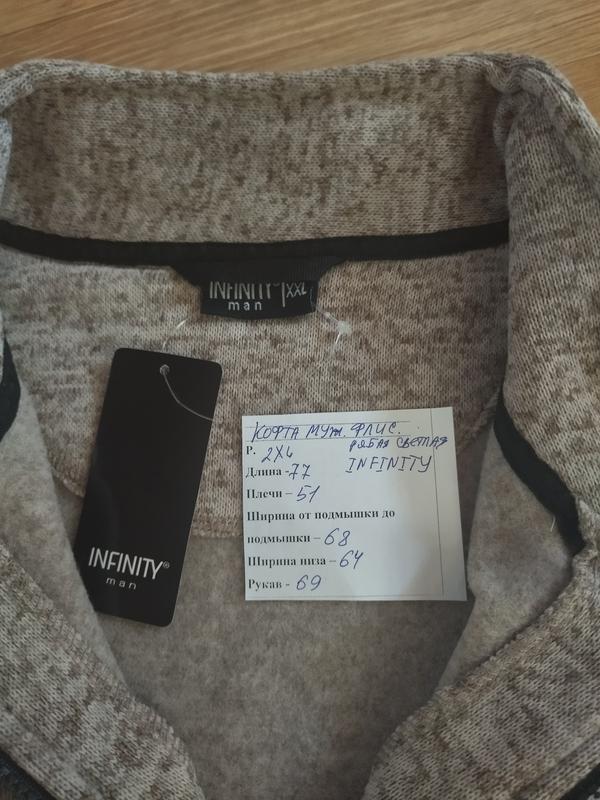 INFINITY® XXL
man
КОФТА МУЖ. ФЛИС.
РЯБАЯ СВЕТЛАЯ
Р. 2XL INFINITY
Длина -77
Плечи – 51
Ширина от подмышки до
подмышки – 68
Ширина низа – 64
Рукав - 69
INFINITY®
man